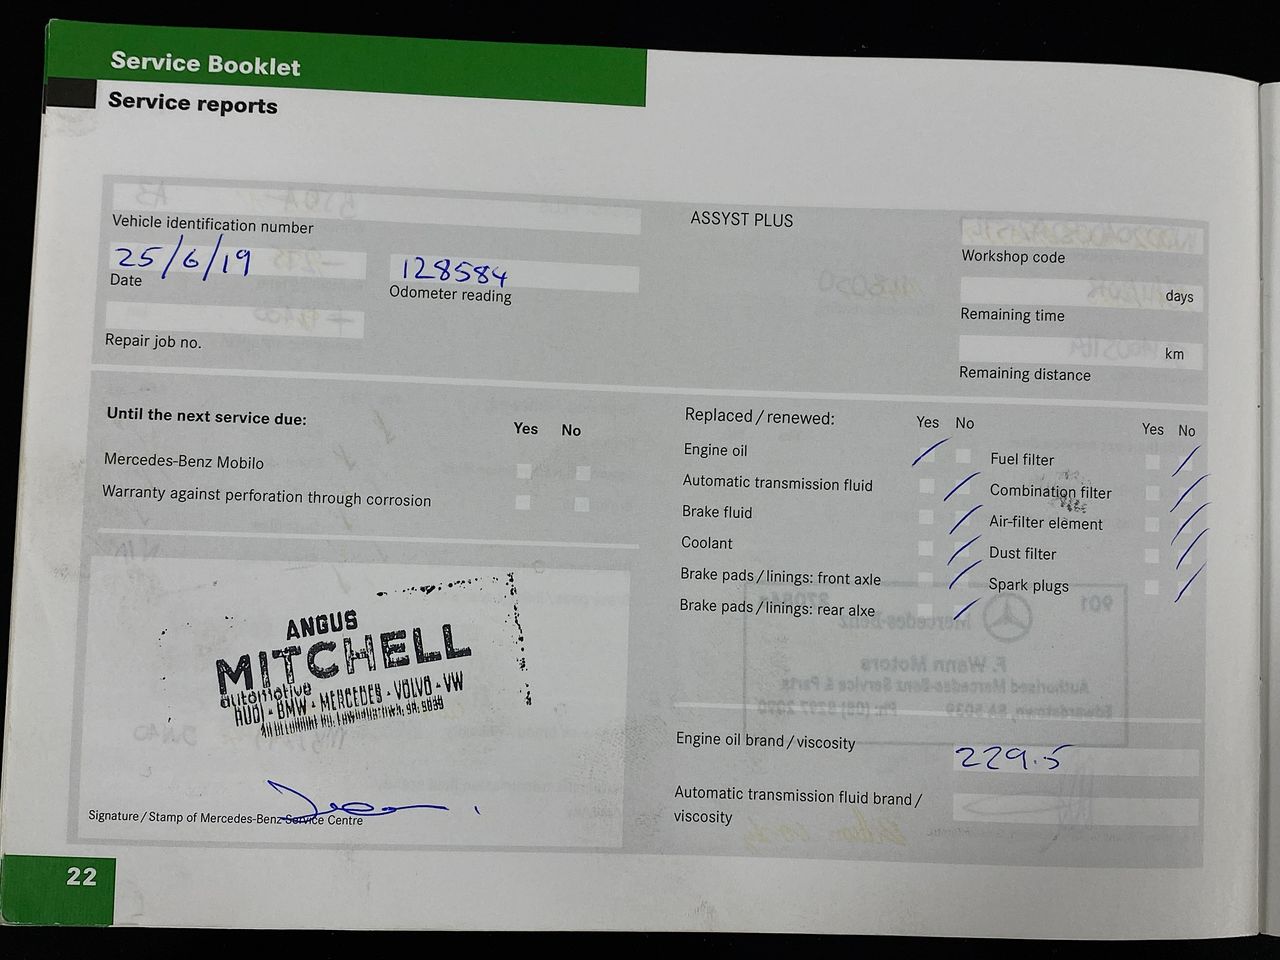 Service Booklet
Service reports
Vehicle identification number
25/6/19
Date
128584
Odometer reading
Repair job no.
ASSYST PLUS
Workshop code
days
Remaining time
km
Remaining distance
Until the next service due:
Yes No
Mercedes-Benz Mobilo
Warranty against perforation through corrosion
Replaced / renewed:
Yes No
Engine oil
Automatic transmission fluid
Brake fluid
Coolant
Brake pads / linings: front axle
Brake pads / linings: rear alxe
Yes No
Fuel filter
Combination filter
Air-filter element
Dust filter
Spark plugs
ANGUS
MITCHELL
automotive
AUDI - BMW - MERCEDES - VOLVO - VW
Signature / Stamp of Mercedes-Benz Service Centre
Engine oil brand / viscosity
229.5
Automatic transmission fluid brand /
viscosity
22